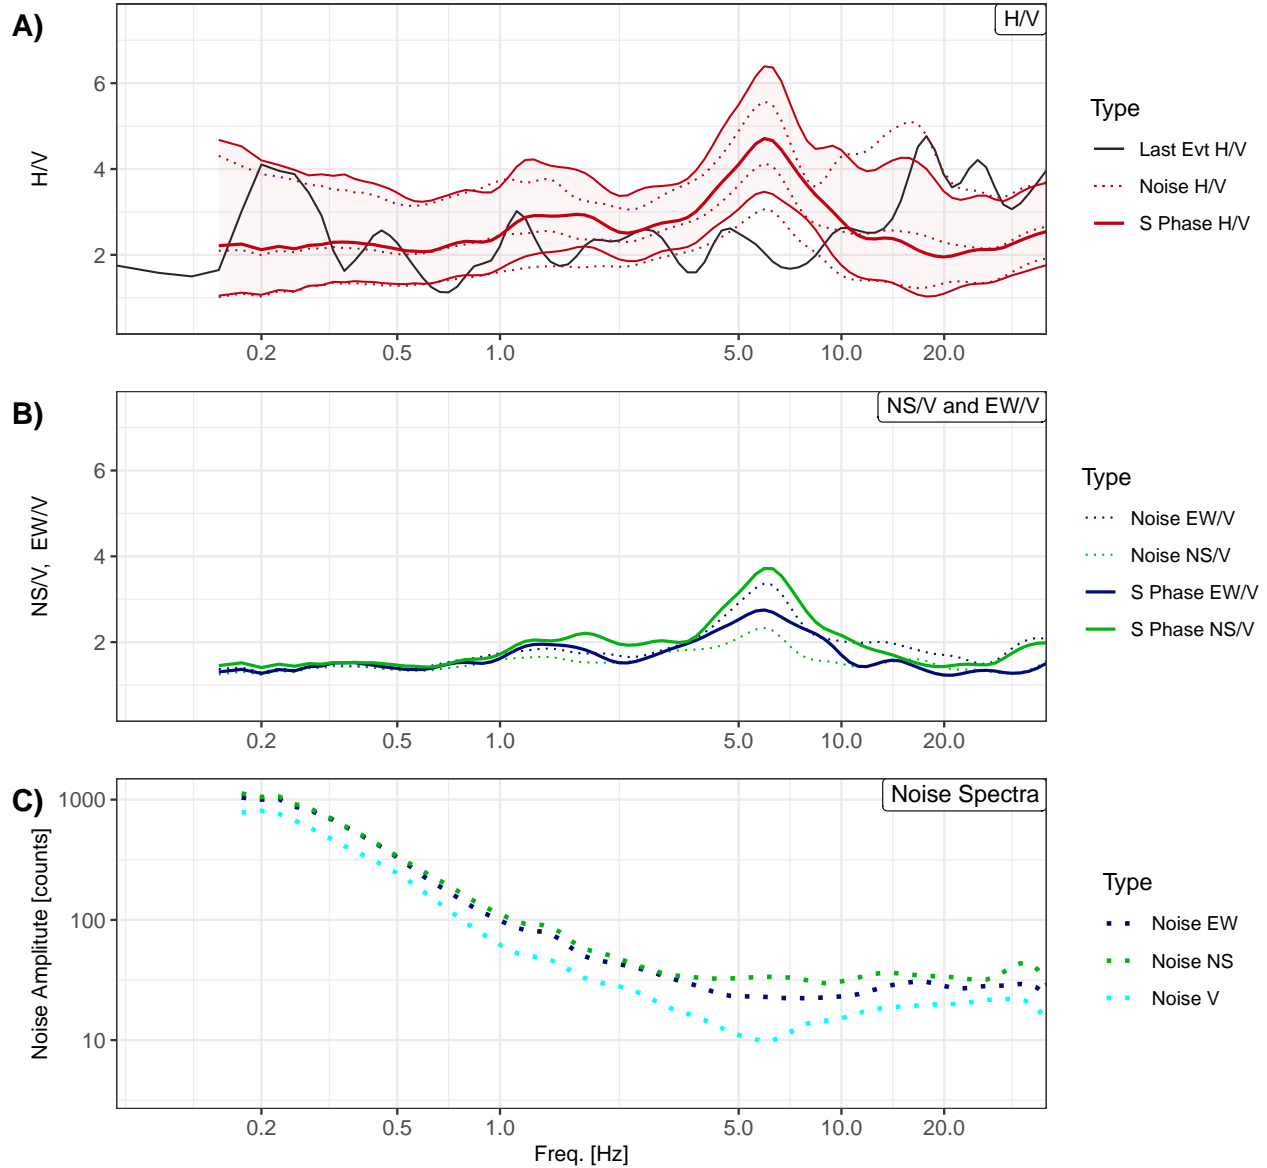 A)
H/V
6
4
2
H/V
0.2
0.5
1.0
5.0
10.0
20.0
Type
Last Evt H/V
Noise H/V
S Phase H/V
B)
NS/V and EW/V
6
4
2
NS/V,  EW/V
0.2
0.5
1.0
5.0
10.0
20.0
Type
Noise EW/V
Noise NS/V
S Phase EW/V
S Phase NS/V
C)
Noise Spectra
1000
100
10
Noise Amplitute [counts]
0.2
0.5
1.0
5.0
10.0
20.0
Freq. [Hz]
Type
Noise EW
Noise NS
Noise V